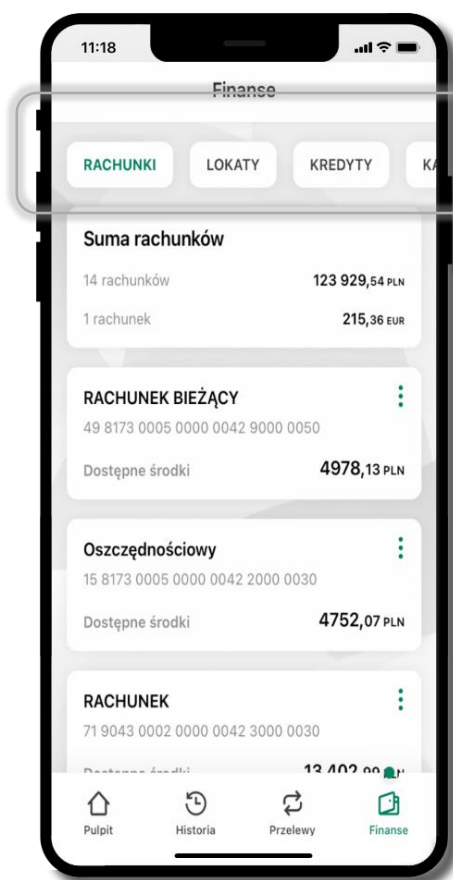 11:18
Finanse
RACHUNKI LOKATY KREDYTY
Suma rachunków
14 rachunków 123 929,54 PLN
1 rachunek 215,36 EUR
RACHUNEK BIEŻĄCY
49 8173 0005 0000 0042 9000 0050
Dostępne środki 4978,13 PLN
Oszczędnościowy
15 8173 0005 0000 0042 2000 0030
Dostępne środki 4752,07 PLN
RACHUNEK
71 9043 0002 0000 0042 3000 0030
Pulpit Historia Przelewy Finanse